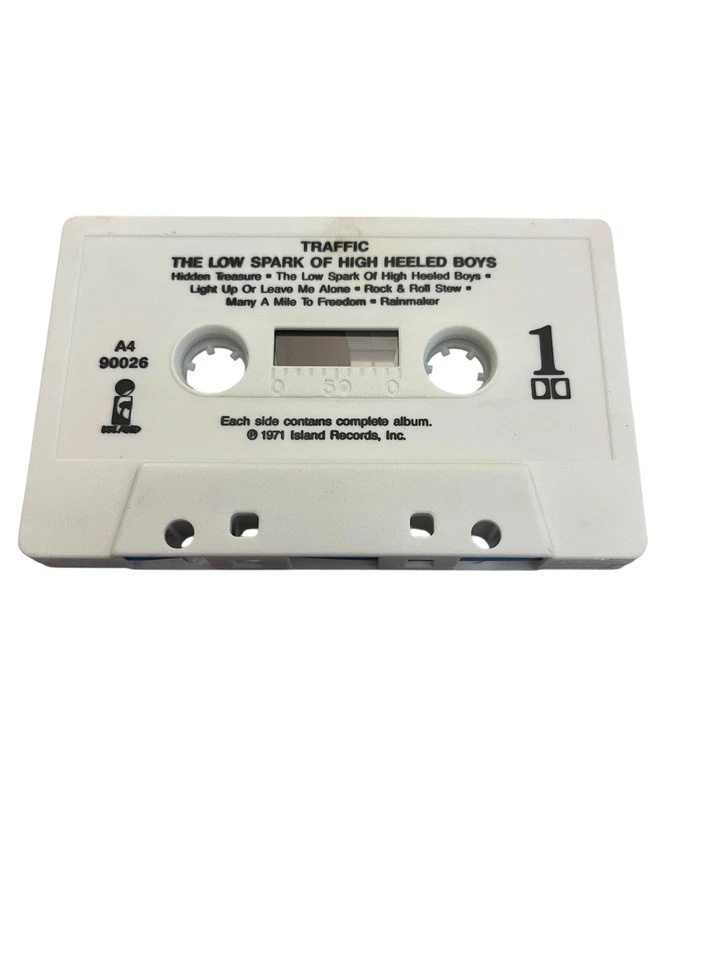 TRAFFIC
THE LOW SPARK OF HIGH HEELED BOYS
Hidden Treasure • The Low Spark Of High Heeled Boys •
Light Up Or Leave Me Alone • Rock & Roll Stew •
Many A Mile To Freedom • Rainmaker
A4
90026
ISLAND
1
0 50 0
Each side contains complete album.
℗ 1971 Island Records, Inc.